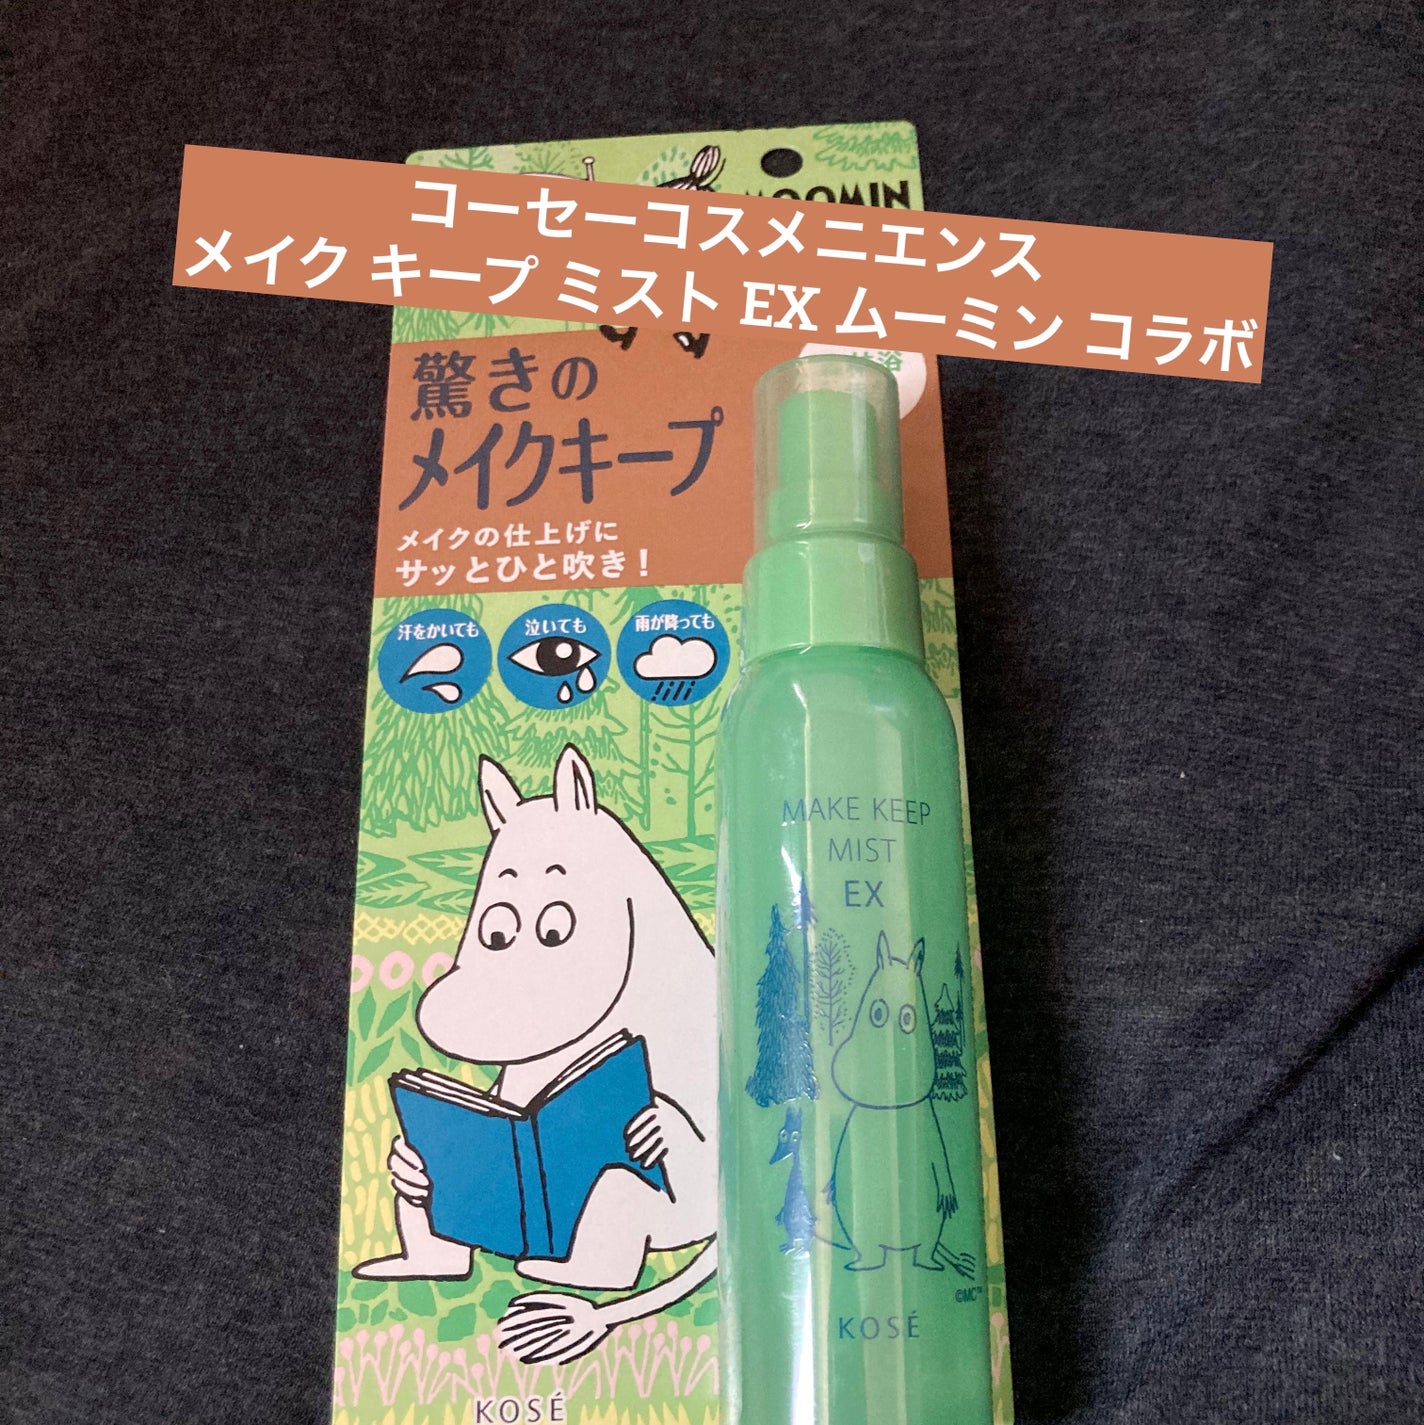 MOOMIN
コーセーコスメニエンス
メイク キープ ミスト EX ムーミン コラボ
驚きの
メイクキープ
メイクの仕上げに
サッとひと吹き！
汗をかいても
泣いても
雨が降っても
MAKE KEEP
MIST
EX
©MC™
KOSÉ
KOSÉ